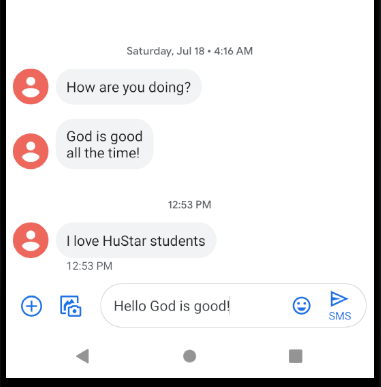 Saturday, Jul 18 • 4:16 AM
How are you doing?
God is good
all the time!
12:53 PM
I love HuStar students
12:53 PM
Hello God is good!
SMS